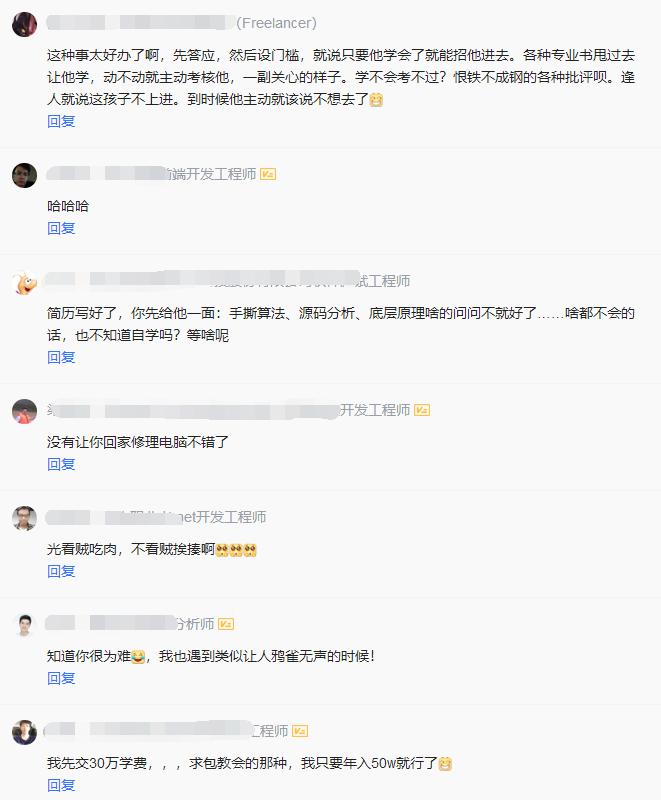 (Freelancer)
这种事太好办了啊，先答应，然后设门槛，就说只要他学会了就能招他进去。各种专业书甩过去
让他学，动不动就主动考核他，一副关心的样子。学不会考不过？恨铁不成钢的各种批评呗。逢
人就说这孩子不上进。到时候他主动就该说不想去了
回复
端开发工程师
哈哈哈
回复
工程师
简历写好了，你先给他一面：手撕算法、源码分析、底层原理啥的问问不就好了……啥都不会的
话，也不知道自学吗？等啥呢
回复
开发工程师
没有让你回家修理电脑不错了
回复
net开发工程师
光看贼吃肉，不看贼挨揍啊
回复
分析师
知道你很为难，我也遇到类似让人鸦雀无声的时候！
回复
工程师
我先交30万学费，，，求包教会的那种，我只要年入50w就行了
回复